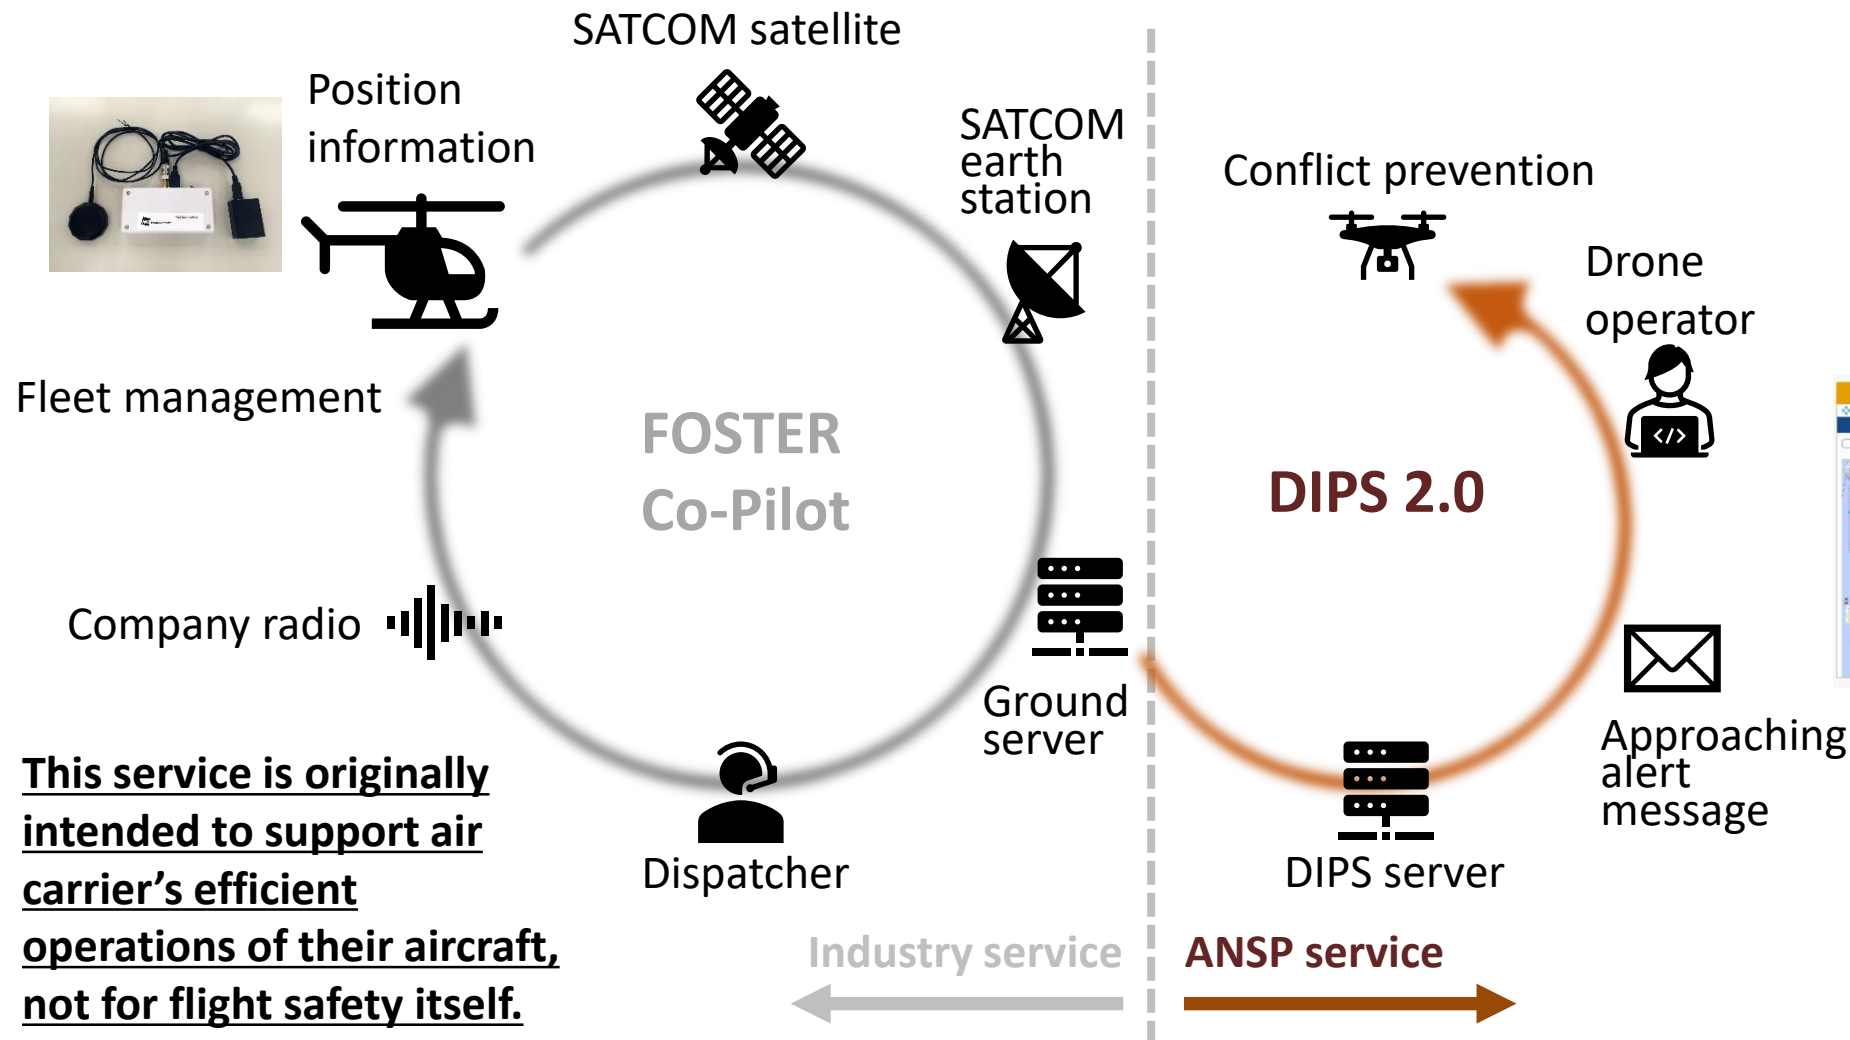 SATCOM satellite
Position
information
SATCOM
earth
station
Conflict prevention
Drone
operator
Fleet management
FOSTER
Co-Pilot
DIPS 2.0
</>
Company radio
Ground
server
Approaching
alert
message
This service is originally
intended to support air
carrier’s efficient
operations of their aircraft,
not for flight safety itself.
Dispatcher
DIPS server
Industry service
ANSP service